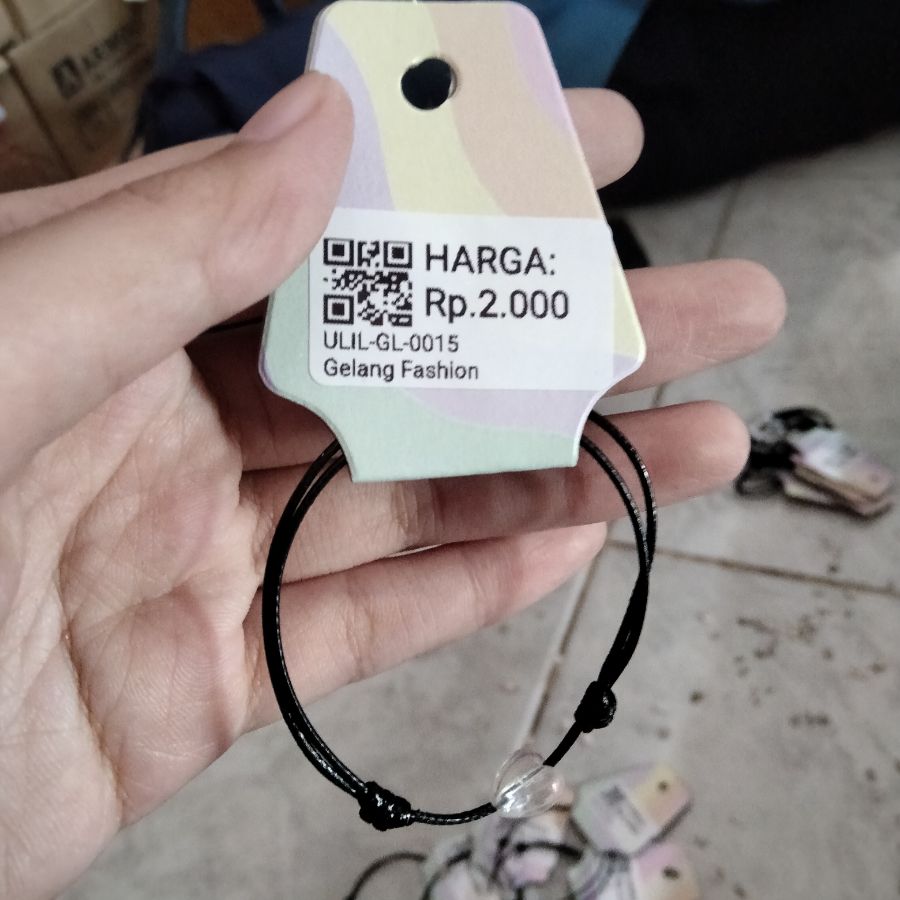 HARGA:
Rp.2.000
ULIL-GL-0015
Gelang Fashion